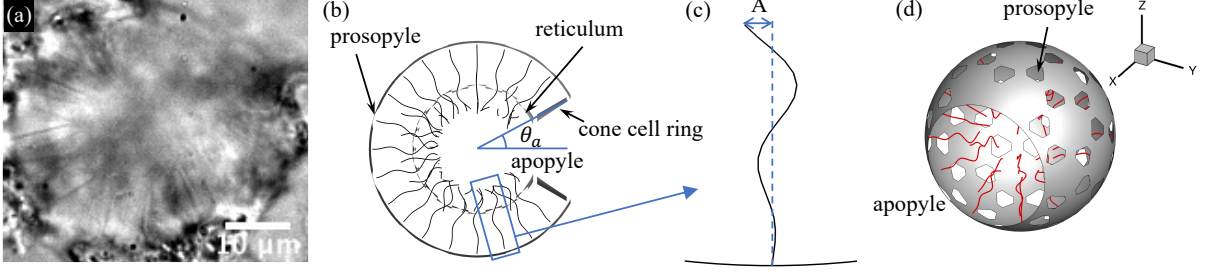 (a)
10 μm
(b)
prosopyle
reticulum
cone cell ring
θa
apopyle
(c)
A
(d)
prosopyle
apopyle
Z
X
Y